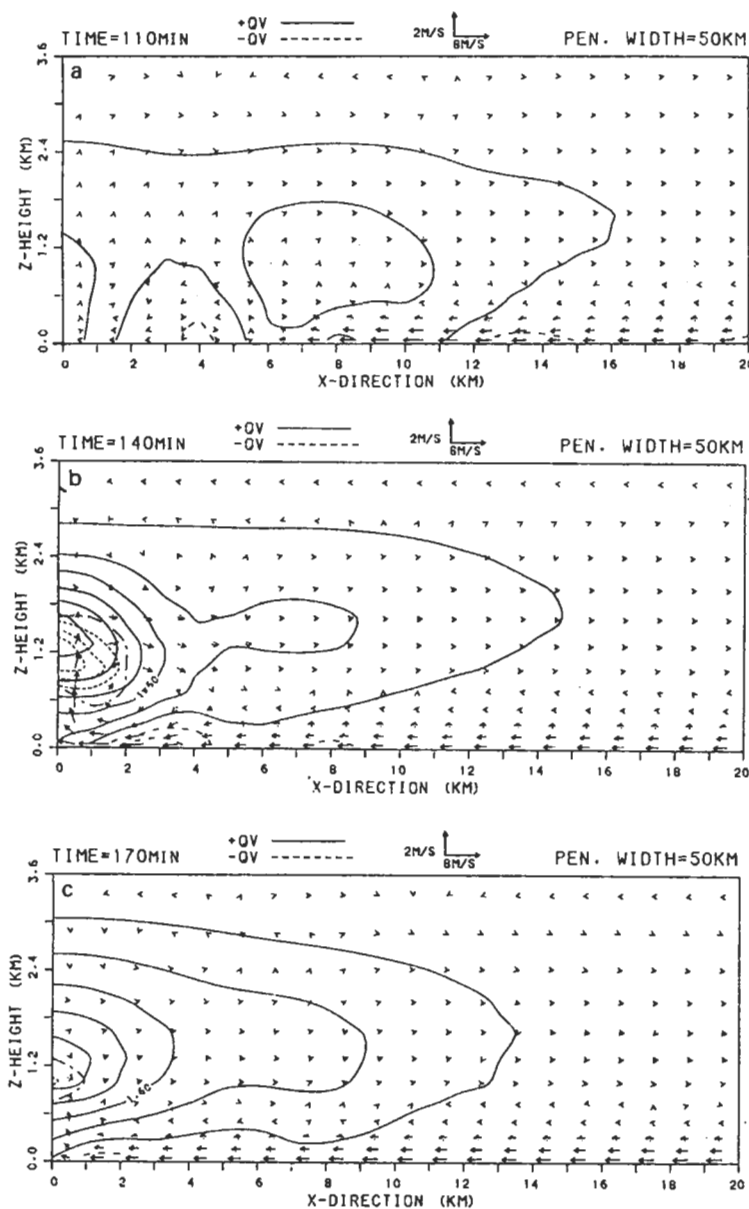 +QV
-QV
2M/S
8M/S
TIME=110MIN
PEN. WIDTH=50KM
a
3.6
2.4
1.2
0.0
Z-HEIGHT (KM)
0 2 4 6 8 10 12 14 16 18 20
X-DIRECTION (KM)
+QV
-QV
2M/S
8M/S
TIME=140MIN
PEN. WIDTH=50KM
b
3.6
2.4
1.2
0.0
Z-HEIGHT (KM)
0 2 4 6 8 10 12 14 16 18 20
X-DIRECTION (KM)
+QV
-QV
2M/S
8M/S
TIME=170MIN
PEN. WIDTH=50KM
c
3.6
2.4
1.2
0.0
Z-HEIGHT (KM)
1.60
0 2 4 6 8 10 12 14 16 18 20
X-DIRECTION (KM)